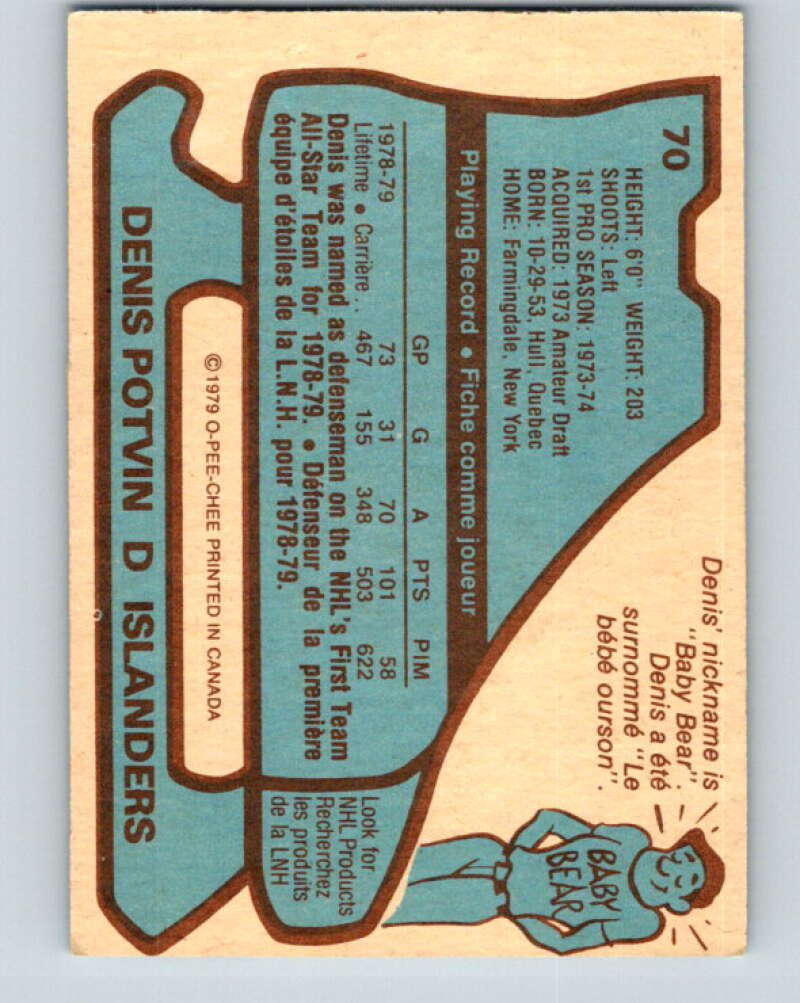 70
HEIGHT: 6'0" WEIGHT: 203
SHOOTS: Left
1st PRO SEASON: 1973-74
ACQUIRED: 1973 Amateur Draft
BORN: 10-29-53, Hull, Quebec
HOME: Farmingdale, New York
Playing Record • Fiche comme joueur
GP G A PTS PIM
1978-79 73 31 70 101 58
Lifetime • Carrière .. 467 155 348 503 622
Denis was named as defenseman on the NHL's First Team
All-Star Team for 1978-79. • Défenseur de la première
équipe d'étoiles de la L.N.H. pour 1978-79.
Denis' nickname is
"Baby Bear".
Denis a été
surnommé "Le
bébé ourson".
BABY
BEAR
Look for
NHL Products
Recherchez
les produits
de la LNH
©1979 O-PEE-CHEE PRINTED IN CANADA
DENIS POTVIN D ISLANDERS